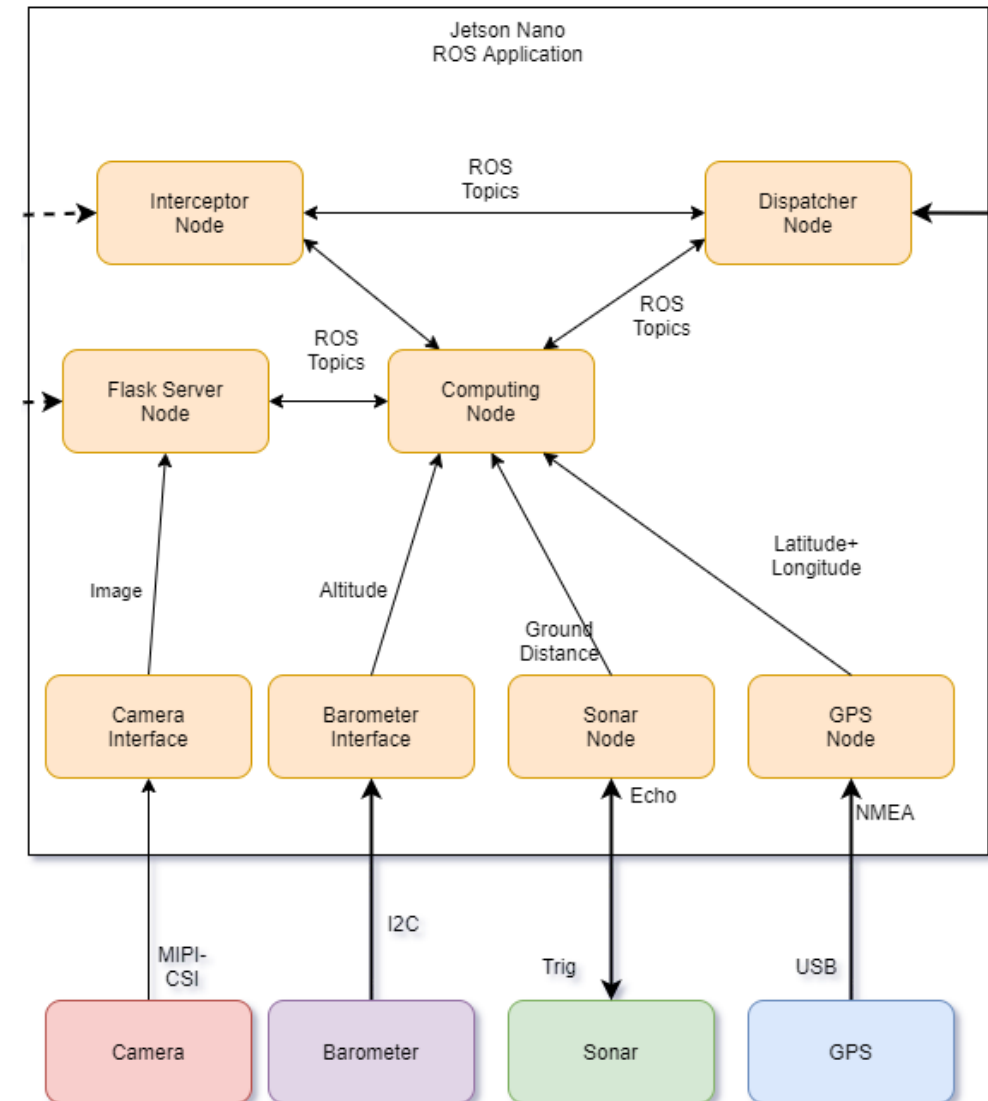 Jetson Nano
ROS Application
ROS
Topics
Interceptor
Node
Dispatcher
Node
ROS
Topics
ROS
Topics
Flask Server
Node
Computing
Node
Latitude+
Longitude
Image
Altitude
Ground
Distance
Camera
Interface
Barometer
Interface
Sonar
Node
GPS
Node
Echo
NMEA
I2C
MIPI-
CSI
Trig
USB
Camera
Barometer
Sonar
GPS